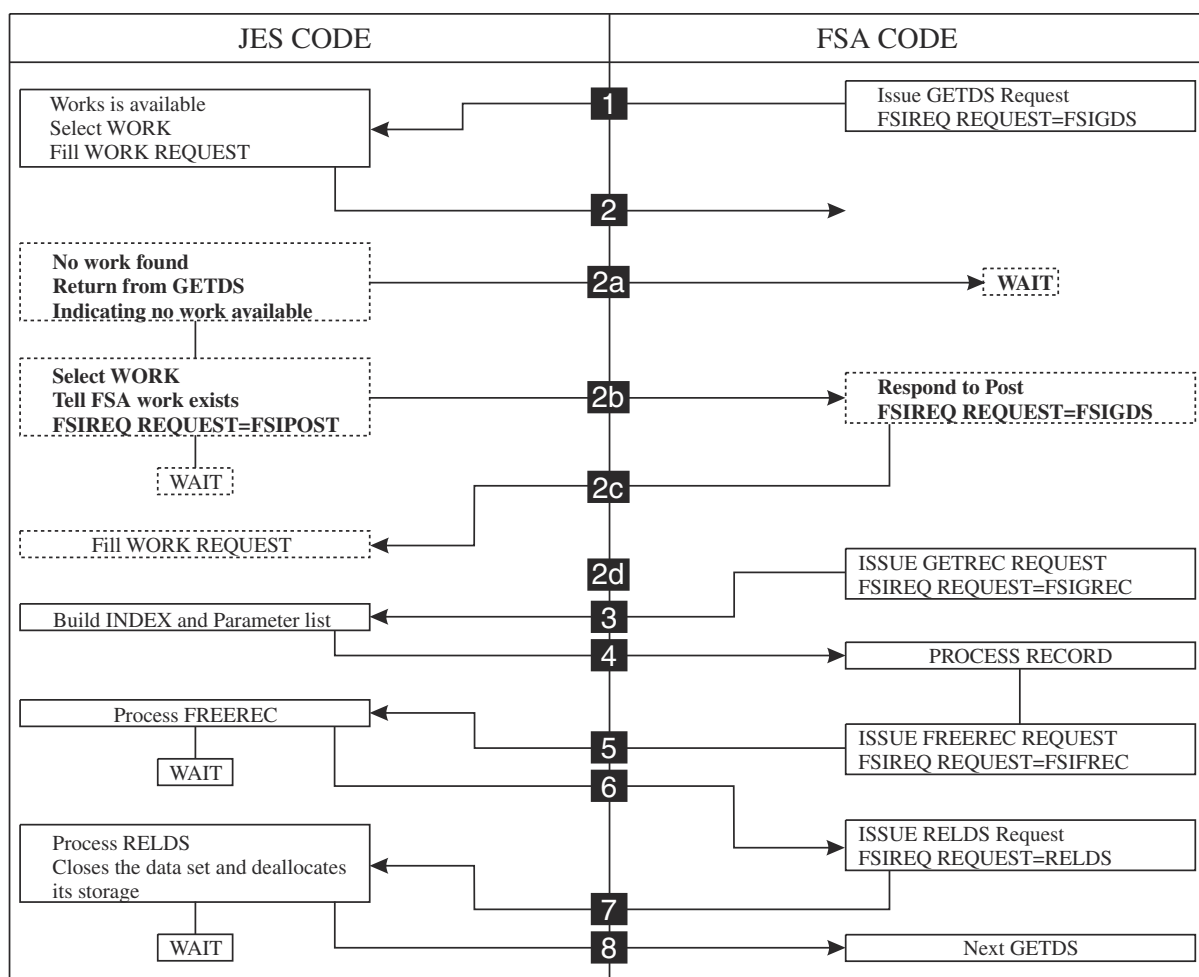 JES CODE
FSA CODE
Works is available
Select WORK
Fill WORK REQUEST
1
Issue GETDS Request
FSIREQ REQUEST=FSIGDS
2
No work found
Return from GETDS
Indicating no work available
2a
WAIT
Select WORK
Tell FSA work exists
FSIREQ REQUEST=FSIPOST
2b
Respond to Post
FSIREQ REQUEST=FSIGDS
WAIT
2c
Fill WORK REQUEST
2d
ISSUE GETREC REQUEST
FSIREQ REQUEST=FSIGREC
Build INDEX and Parameter list
3
4
PROCESS RECORD
Process FREEREC
5
ISSUE FREEREC REQUEST
FSIREQ REQUEST=FSIFREC
WAIT
6
Process RELDS
Closes the data set and deallocates
its storage
ISSUE RELDS Request
FSIREQ REQUEST=RELDS
7
WAIT
8
Next GETDS